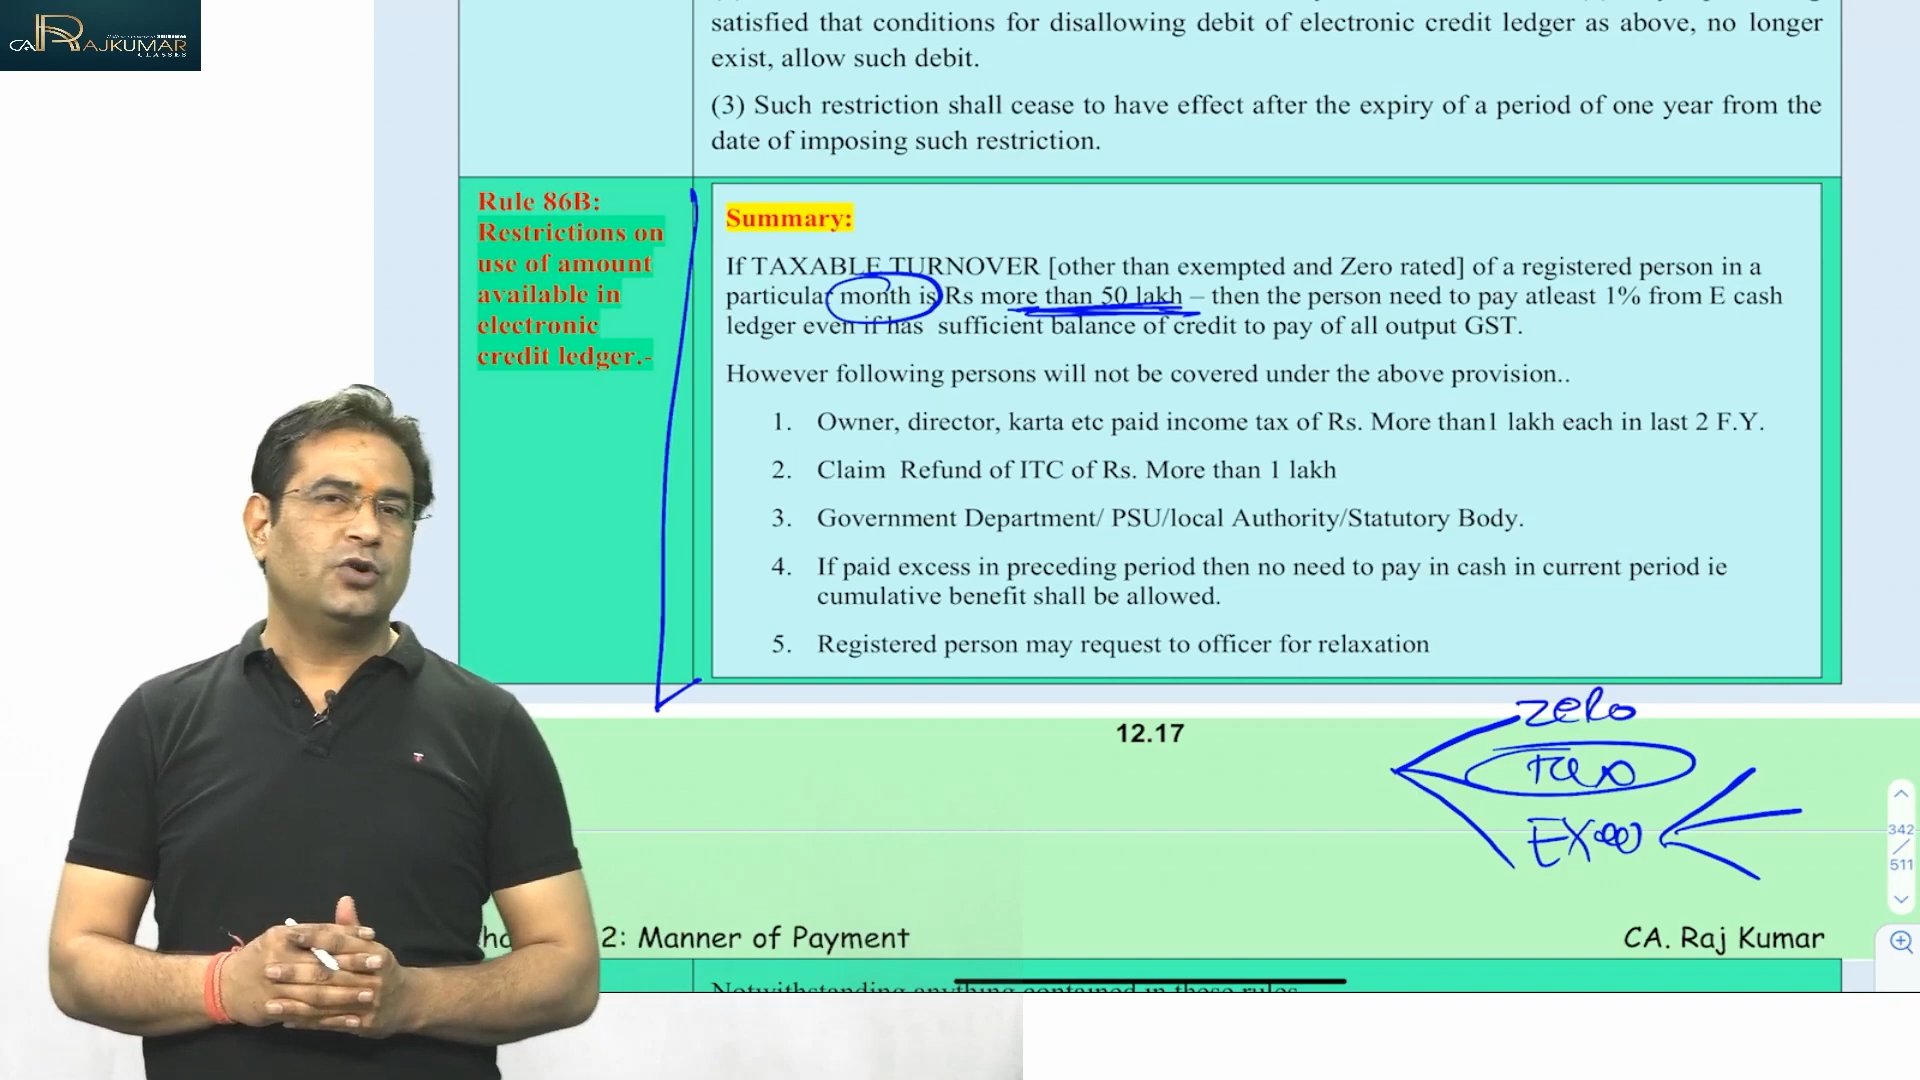 CA RAJKUMAR
CLASSES
satisfied that conditions for disallowing debit of electronic credit ledger as above, no longer
exist, allow such debit.
(3) Such restriction shall cease to have effect after the expiry of a period of one year from the
date of imposing such restriction.
Rule 86B:
Restrictions on
use of amount
available in
electronic
credit ledger.-
Summary:
If TAXABLE TURNOVER [other than exempted and Zero rated] of a registered person in a
particular month is Rs more than 50 lakh – then the person need to pay atleast 1% from E cash
ledger even if has sufficient balance of credit to pay of all output GST.
However following persons will not be covered under the above provision..
1. Owner, director, karta etc paid income tax of Rs. More than1 lakh each in last 2 F.Y.
2. Claim Refund of ITC of Rs. More than 1 lakh
3. Government Department/ PSU/local Authority/Statutory Body.
4. If paid excess in preceding period then no need to pay in cash in current period ie
cumulative benefit shall be allowed.
5. Registered person may request to officer for relaxation
zero
12.17
342
511
2: Manner of Payment
CA. Raj Kumar
Notwithstanding anything contained in these rules